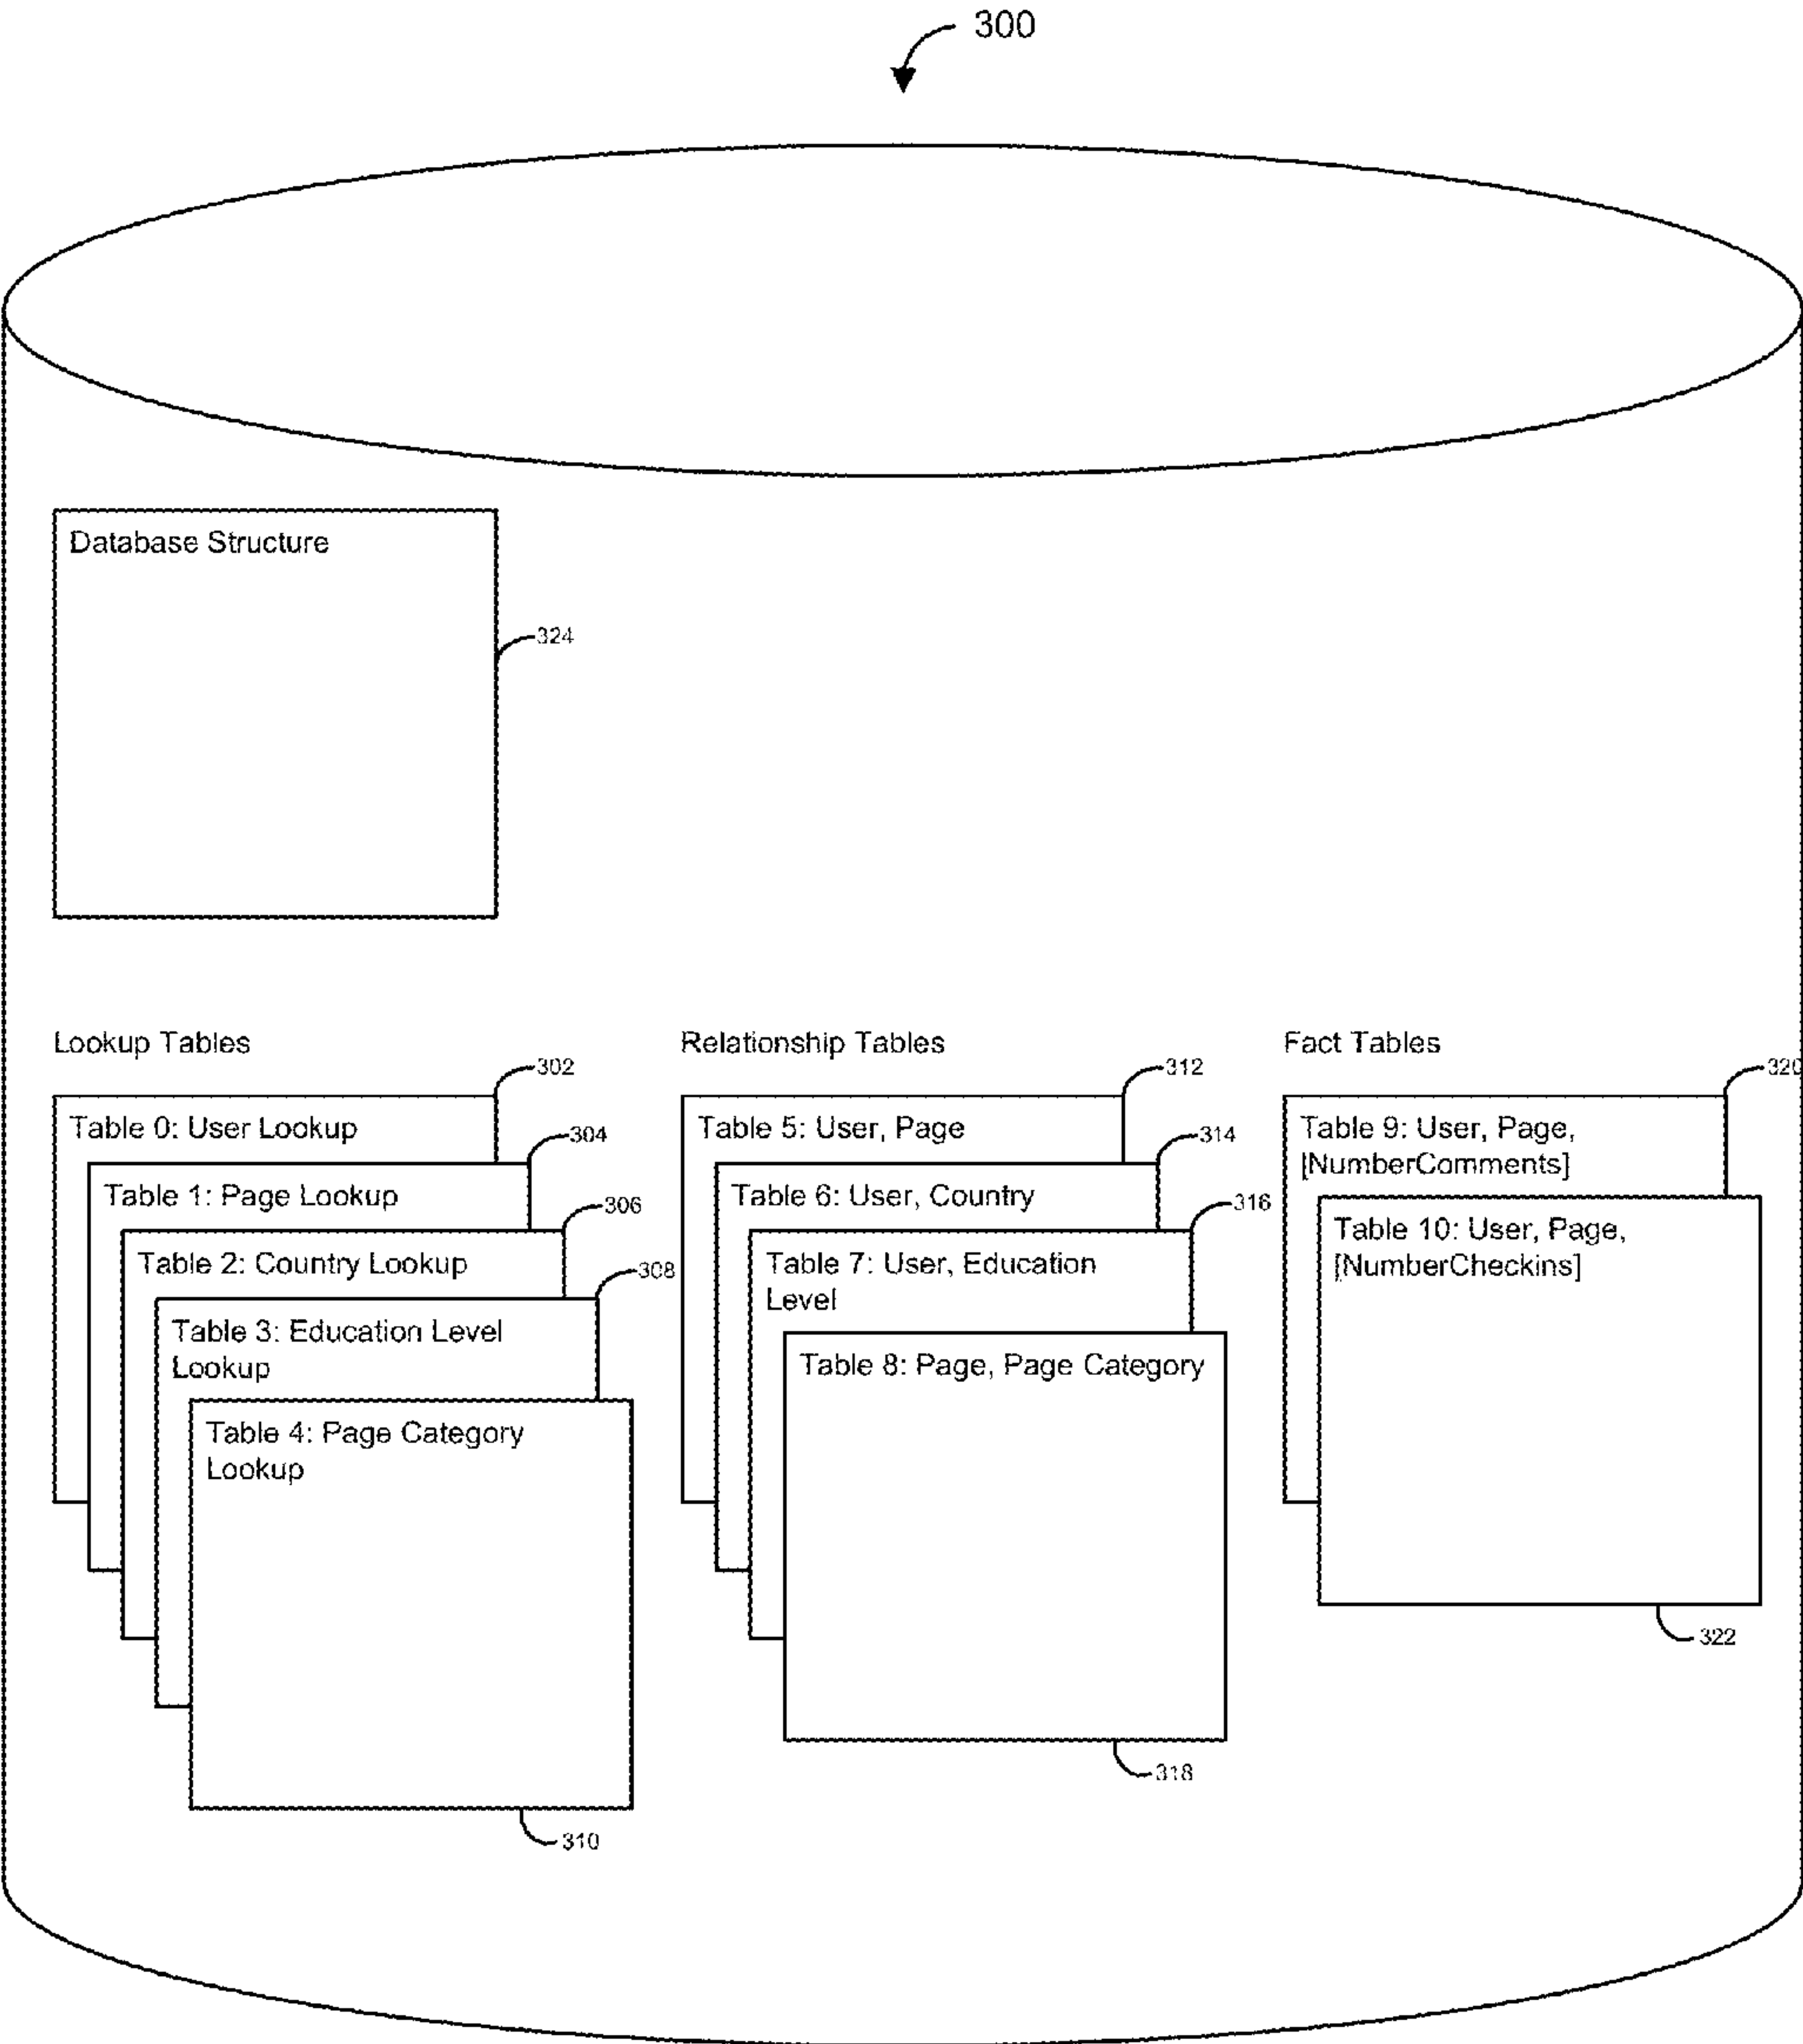 300
Database Structure
324
Lookup Tables
302
Table 0: User Lookup
304
Table 1: Page Lookup
306
Table 2: Country Lookup
308
Table 3: Education Level
Lookup
Table 4: Page Category
Lookup
310
Relationship Tables
312
Table 5: User, Page
314
Table 6: User, Country
316
Table 7: User, Education
Level
Table 8: Page, Page Category
318
Fact Tables
320
Table 9: User, Page,
[NumberComments]
Table 10: User, Page,
[NumberCheckins]
322